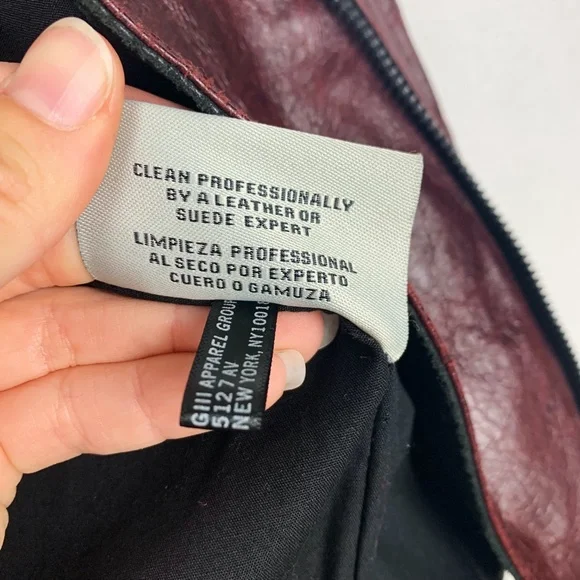 CLEAN PROFESSIONALLY
BY A LEATHER OR
SUEDE EXPERT
LIMPIEZA PROFESSIONAL
AL SECO POR EXPERTO
CUERO O GAMUZA
GIII APPAREL GROUP
512 7 AV
NEW YORK, NY10018